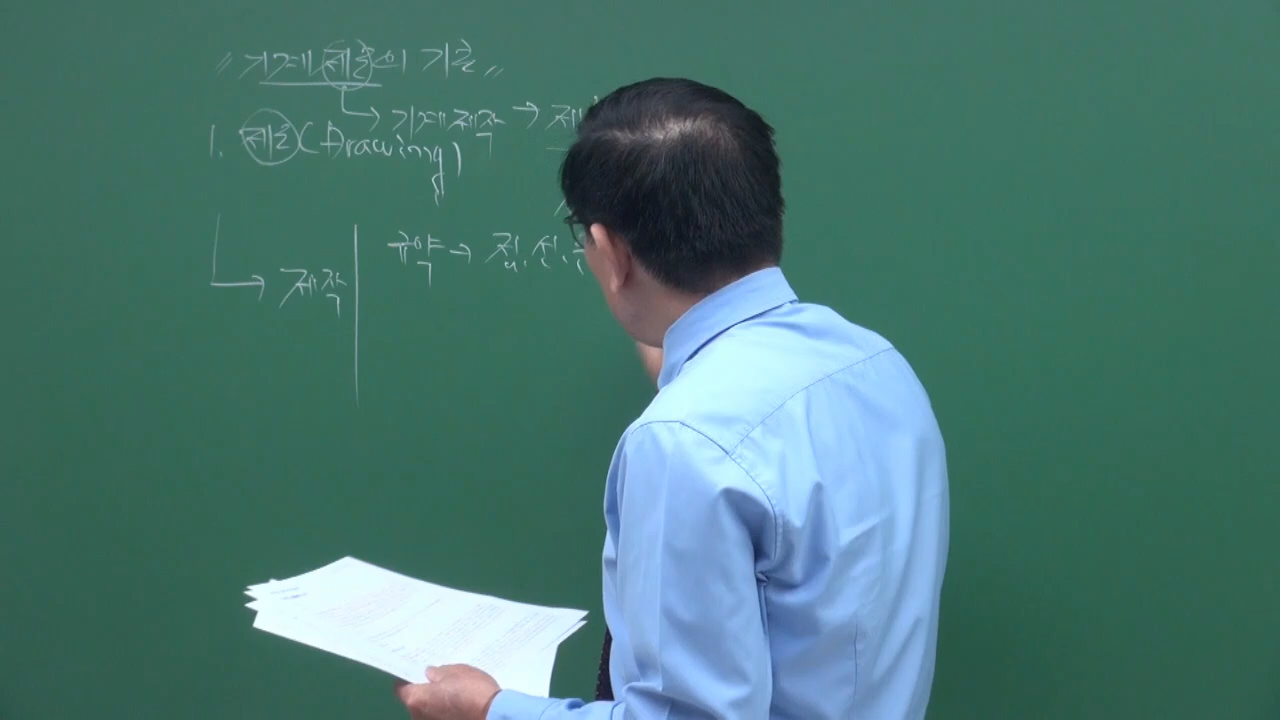 "기계제도의 기초"
→ 기계제작 → 제
1. 제도(Drawing)
규약 → 점, 선,
→ 제작